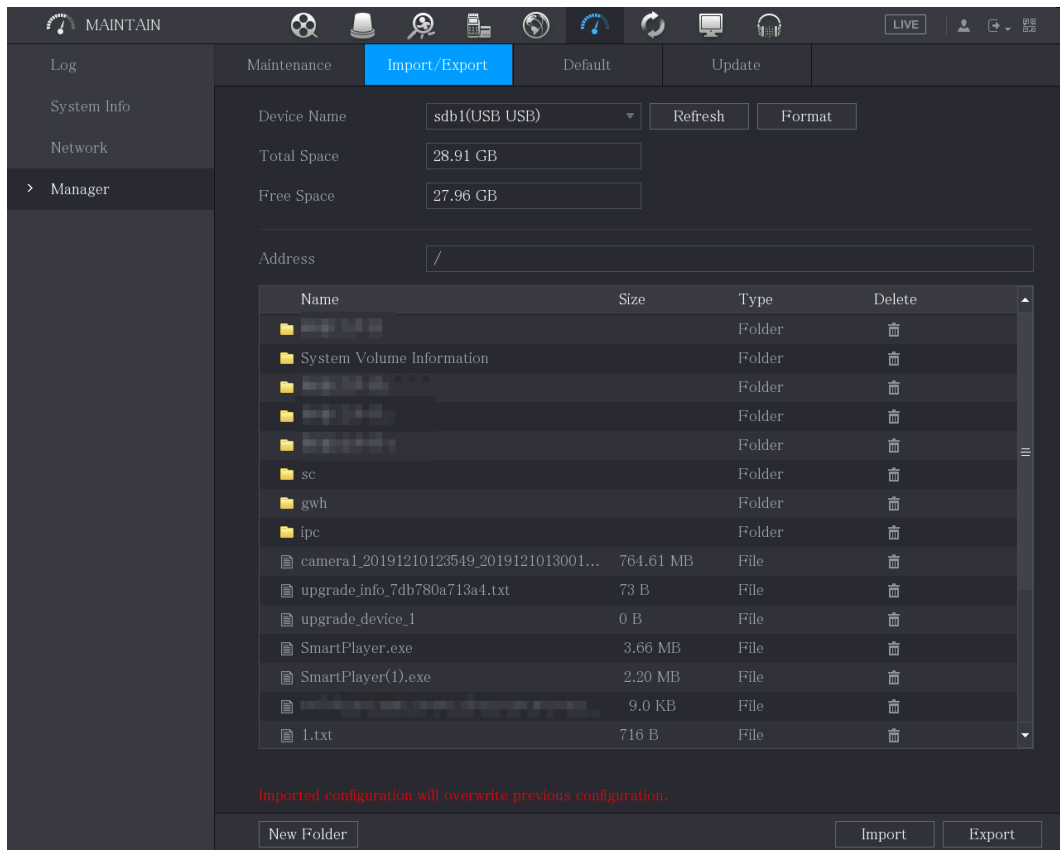 MAINTAIN LIVE
Log Maintenance Import/Export Default Update
System Info
Network
Manager
Device Name sdb1(USB USB) Refresh Format
Total Space 28.91 GB
Free Space 27.96 GB
Address /
Name Size Type Delete
Folder
System Volume Information Folder
Folder
Folder
Folder
sc Folder
gwh Folder
ipc Folder
camera1_20191210123549_2019121013001... 764.61 MB File
upgrade_info_7db780a713a4.txt 73 B File
upgrade_device_1 0 B File
SmartPlayer.exe 3.66 MB File
SmartPlayer(1).exe 2.20 MB File
9.0 KB File
1.txt 716 B File
Imported configuration will overwrite previous configuration.
New Folder Import Export